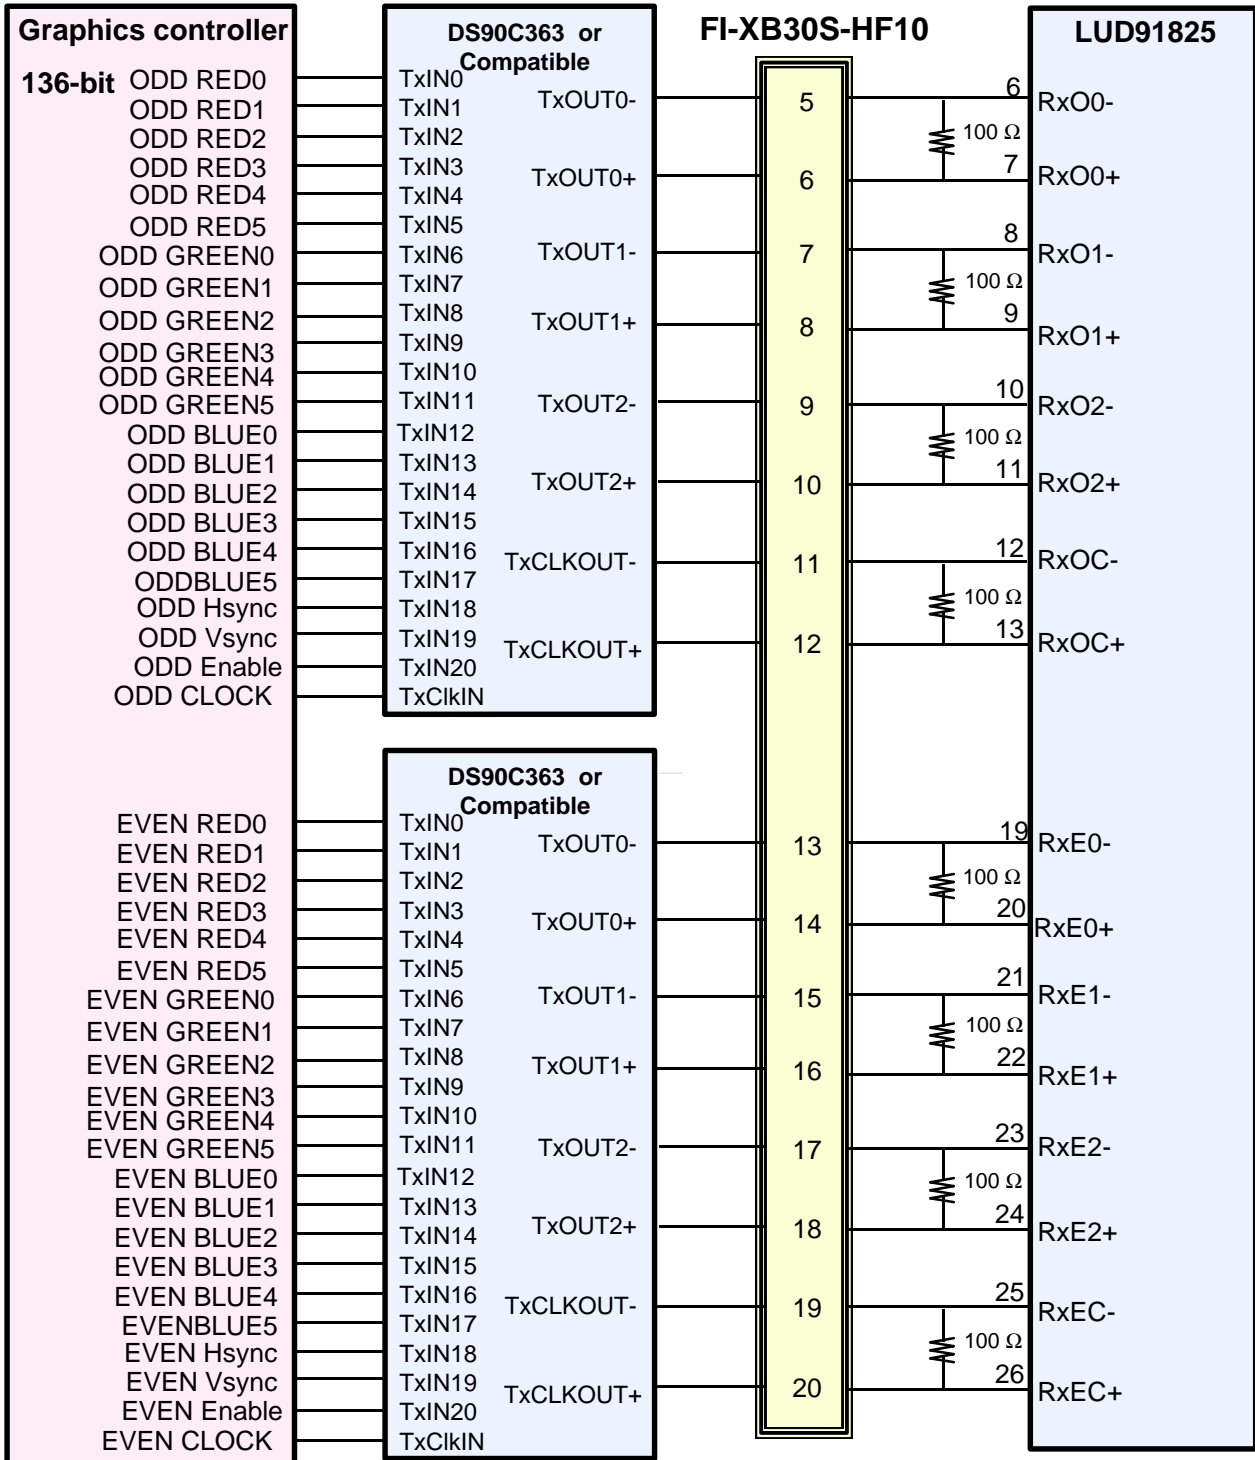 Graphics controller
136-bit
ODD RED0
ODD RED1
ODD RED2
ODD RED3
ODD RED4
ODD RED5
ODD GREEN0
ODD GREEN1
ODD GREEN2
ODD GREEN3
ODD GREEN4
ODD GREEN5
ODD BLUE0
ODD BLUE1
ODD BLUE2
ODD BLUE3
ODD BLUE4
ODDBLUE5
ODD Hsync
ODD Vsync
ODD Enable
ODD CLOCK
EVEN RED0
EVEN RED1
EVEN RED2
EVEN RED3
EVEN RED4
EVEN RED5
EVEN GREEN0
EVEN GREEN1
EVEN GREEN2
EVEN GREEN3
EVEN GREEN4
EVEN GREEN5
EVEN BLUE0
EVEN BLUE1
EVEN BLUE2
EVEN BLUE3
EVEN BLUE4
EVENBLUE5
EVEN Hsync
EVEN Vsync
EVEN Enable
EVEN CLOCK
DS90C363 or
Compatible
TxIN0
TxIN1
TxIN2
TxIN3
TxIN4
TxIN5
TxIN6
TxIN7
TxIN8
TxIN9
TxIN10
TxIN11
TxIN12
TxIN13
TxIN14
TxIN15
TxIN16
TxIN17
TxIN18
TxIN19
TxIN20
TxClkIN
TxOUT0-
TxOUT0+
TxOUT1-
TxOUT1+
TxOUT2-
TxOUT2+
TxCLKOUT-
TxCLKOUT+
DS90C363 or
Compatible
TxIN0
TxIN1
TxIN2
TxIN3
TxIN4
TxIN5
TxIN6
TxIN7
TxIN8
TxIN9
TxIN10
TxIN11
TxIN12
TxIN13
TxIN14
TxIN15
TxIN16
TxIN17
TxIN18
TxIN19
TxIN20
TxClkIN
TxOUT0-
TxOUT0+
TxOUT1-
TxOUT1+
TxOUT2-
TxOUT2+
TxCLKOUT-
TxCLKOUT+
FI-XB30S-HF10
5
6
7
8
9
10
11
12
13
14
15
16
17
18
19
20
6
100 Ω
7
8
100 Ω
9
10
100 Ω
11
12
100 Ω
13
19
100 Ω
20
21
100 Ω
22
23
100 Ω
24
25
100 Ω
26
LUD91825
RxO0-
RxO0+
RxO1-
RxO1+
RxO2-
RxO2+
RxOC-
RxOC+
RxE0-
RxE0+
RxE1-
RxE1+
RxE2-
RxE2+
RxEC-
RxEC+